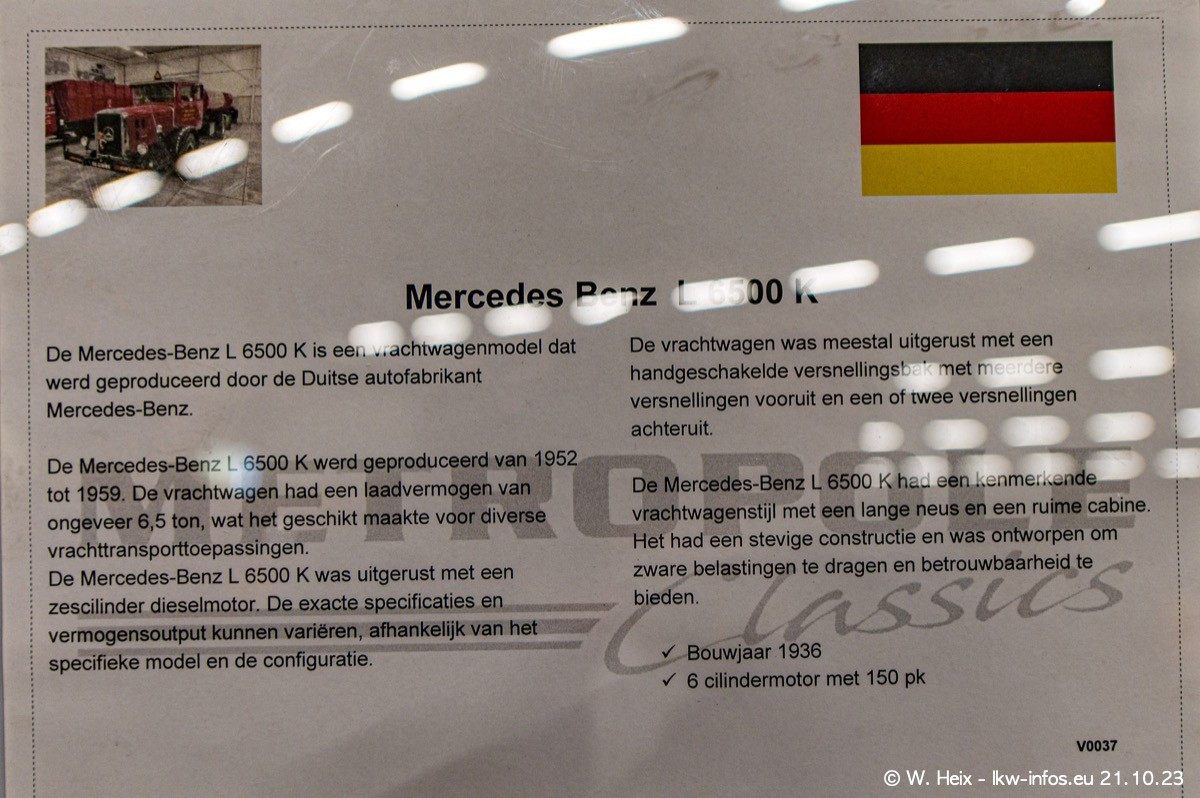 Mercedes Benz L 6500 K
De Mercedes-Benz L 6500 K is een vrachtwagenmodel dat
werd geproduceerd door de Duitse autofabrikant
Mercedes-Benz.
De Mercedes-Benz L 6500 K werd geproduceerd van 1952
tot 1959. De vrachtwagen had een laadvermogen van
ongeveer 6,5 ton, wat het geschikt maakte voor diverse
vrachttransporttoepassingen.
De Mercedes-Benz L 6500 K was uitgerust met een
zescilinder dieselmotor. De exacte specificaties en
vermogensoutput kunnen variëren, afhankelijk van het
specifieke model en de configuratie.
De vrachtwagen was meestal uitgerust met een
handgeschakelde versnellingsbak met meerdere
versnellingen vooruit en een of twee versnellingen
achteruit.
De Mercedes-Benz L 6500 K had een kenmerkende
vrachtwagenstijl met een lange neus en een ruime cabine.
Het had een stevige constructie en was ontworpen om
zware belastingen te dragen en betrouwbaarheid te
bieden.
✓ Bouwjaar 1936
✓ 6 cilindermotor met 150 pk
METROPOLE
Classics
V0037
© W. Heix - lkw-infos.eu 21.10.23